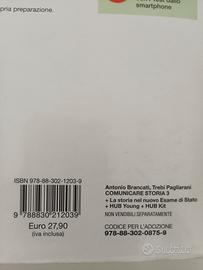 smartphone
pria preparazione.
ISBN 978-88-302-1203-9
9 788830 212039
Euro 27,90
(iva inclusa)
Antonio Brancati, Trebi Pagliarani
COMUNICARE STORIA 3
+ La storia nel nuovo Esame di Stato
+ HUB Young + HUB Kit
NON VENDIBILI SEPARATAMENTE
CODICE PER L'ADOZIONE
978-88-302-0875-9
Subito